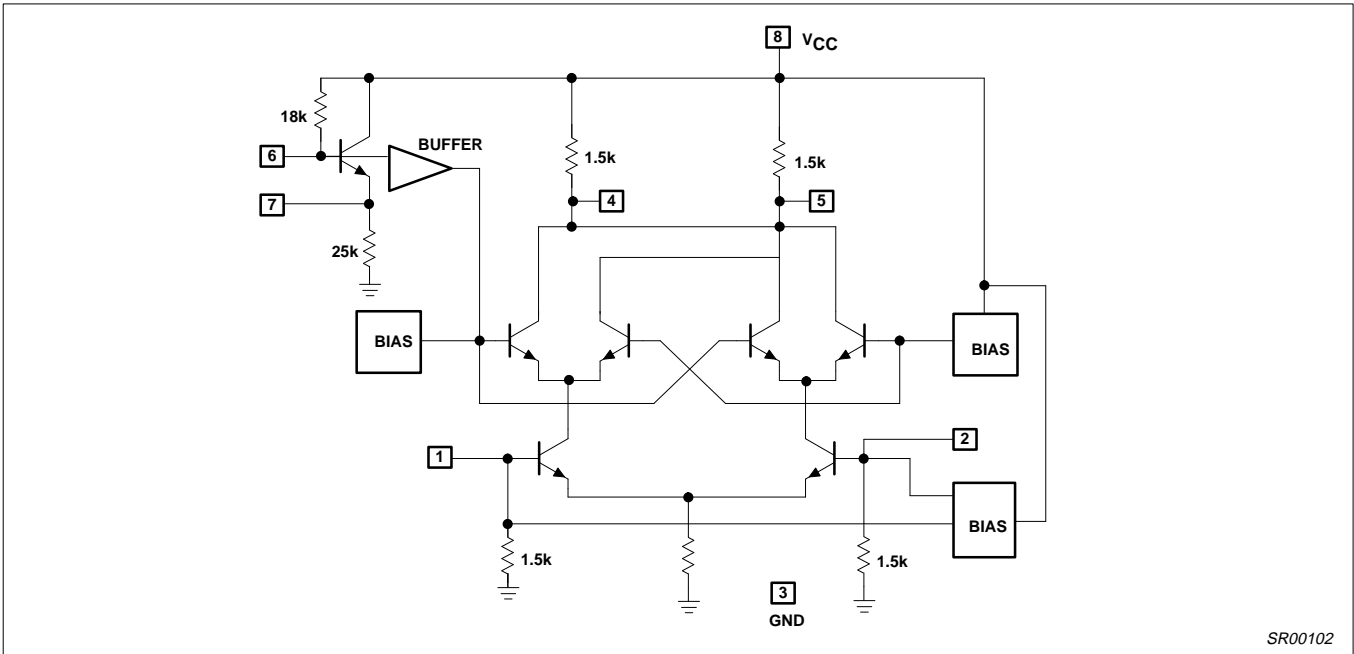 8 VCC
18k
BUFFER
6
1.5k
1.5k
7
4
5
25k
BIAS
BIAS
1
2
BIAS
1.5k
1.5k
3
GND
SR00102